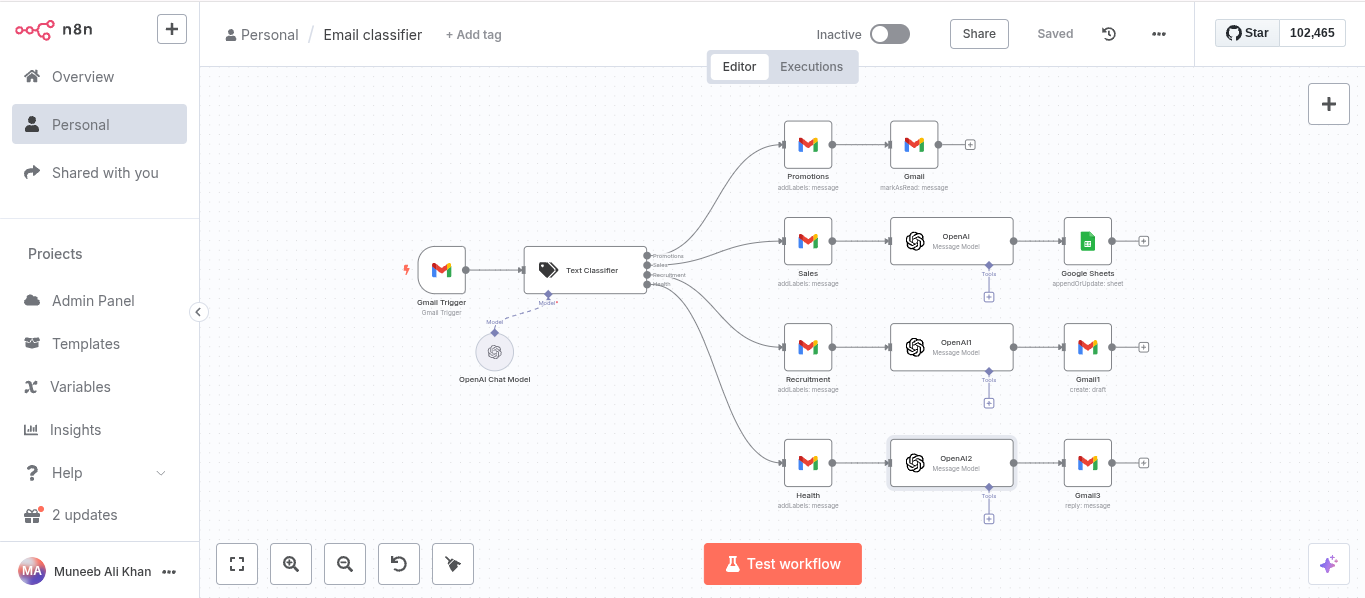 n8n
Personal / Email classifier + Add tag
Inactive
Share
Saved
Star 102,465
Editor Executions
Overview
Personal
Shared with you
Projects
Admin Panel
Templates
Variables
Insights
Help
2 updates
MA Muneeb Ali Khan
Gmail Trigger
Gmail Trigger
Text Classifier
Promotions
Sales
Recruitment
Health
Model*
Model
OpenAI Chat Model
Promotions
addLabels: message
Gmail
markAsRead: message
Sales
addLabels: message
OpenAI
Message Model
Tools
Google Sheets
appendOrUpdate: sheet
Recruitment
addLabels: message
OpenAI1
Message Model
Tools
Gmail1
create: draft
Health
addLabels: message
OpenAI2
Message Model
Tools
Gmail3
reply: message
Test workflow